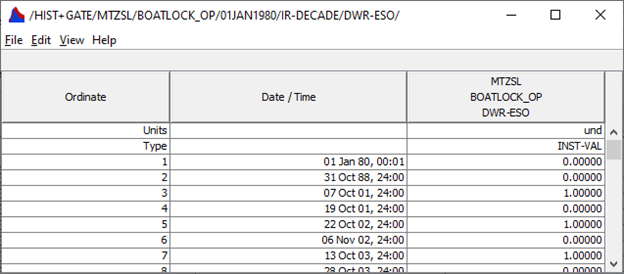 /HIST+GATE/MTZSL/BOATLOCK_OP/01JAN1980/IR-DECADE/DWR-ESO/
File Edit View Help
Ordinate Date / Time MTZSL
BOATLOCK_OP
DWR-ESO
Units und
Type INST-VAL
1 01 Jan 80, 00:01 0.00000
2 31 Oct 88, 24:00 0.00000
3 07 Oct 01, 24:00 1.00000
4 19 Oct 01, 24:00 0.00000
5 22 Oct 02, 24:00 1.00000
6 06 Nov 02, 24:00 0.00000
7 13 Oct 03, 24:00 1.00000
8 28 Oct 03, 24:00 0.00000